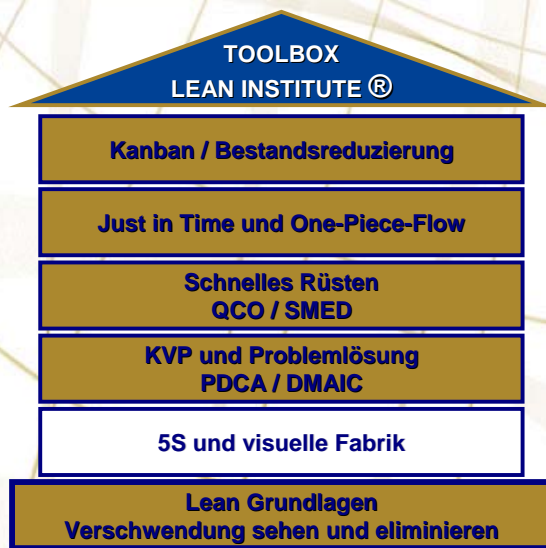 TOOLBOX
LEAN INSTITUTE ®
Kanban / Bestandsreduzierung
Just in Time und One-Piece-Flow
Schnelles Rüsten
QCO / SMED
KVP und Problemlösung
PDCA / DMAIC
5S und visuelle Fabrik
Lean Grundlagen
Verschwendung sehen und eliminieren